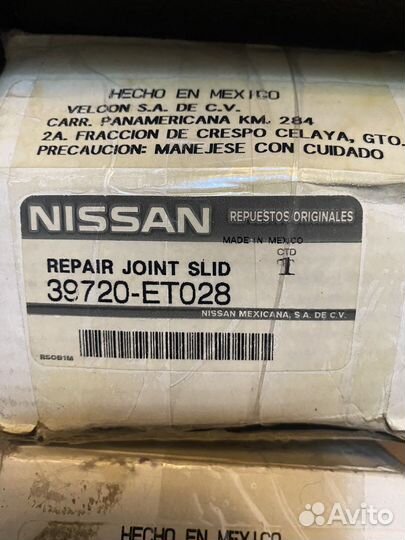 HECHO EN MEXICO
VELCON S.A. DE C.V.
CARR. PANAMERICANA KM. 284
2A. FRACCION DE CRESPO CELAYA, GTO.
PRECAUCION: MANEJESE CON CUIDADO
NISSAN REPUESTOS ORIGINALES
MADE IN MEXICO
REPAIR JOINT SLID CTD
39720-ET028 1
NISSAN MEXICANA, S.A. DE C.V.
RSOB1M
HECHO EN MEXICO
Avito